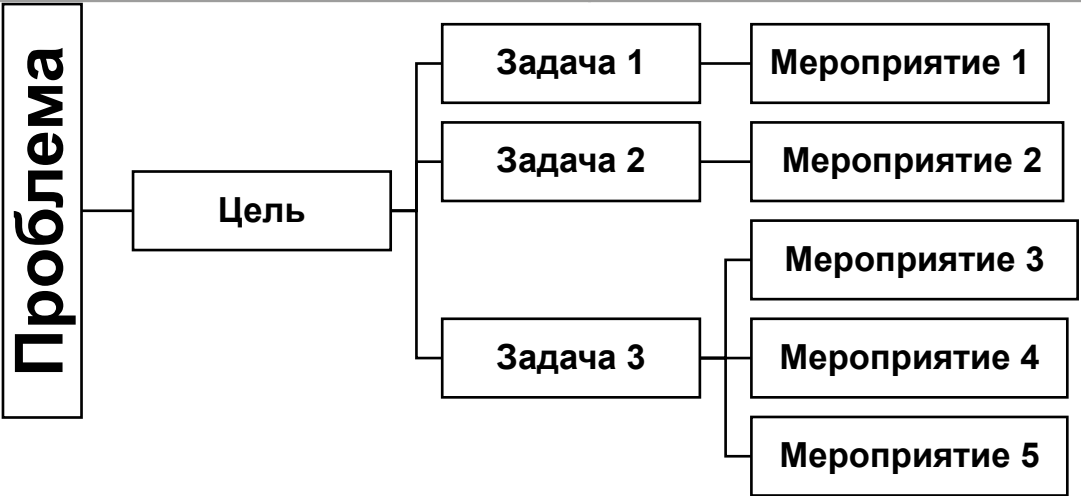 Проблема
Цель
Задача 1
Мероприятие 1
Задача 2
Мероприятие 2
Задача 3
Мероприятие 3
Мероприятие 4
Мероприятие 5